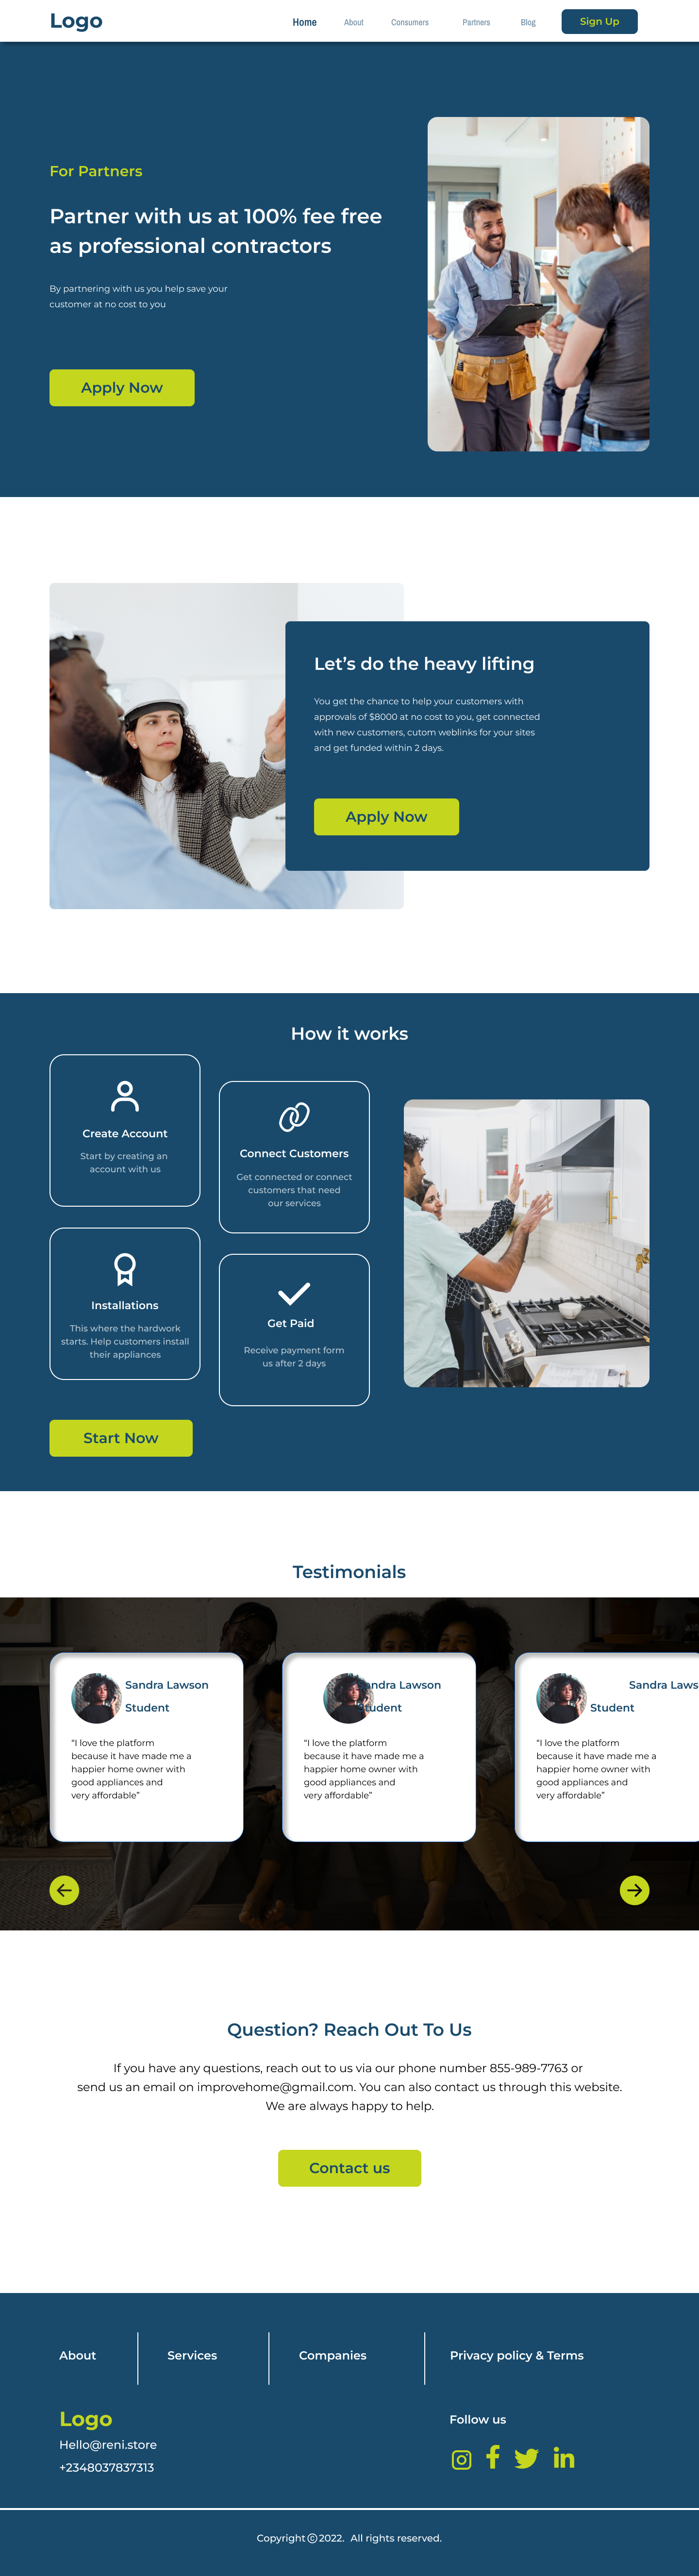 Logo
Home About Consumers Partners Blog Sign Up
For Partners
Partner with us at 100% fee free
as professional contractors
By partnering with us you help save your
customer at no cost to you
Apply Now
Let’s do the heavy lifting
You get the chance to help your customers with
approvals of $8000 at no cost to you, get connected
with new customers, cutom weblinks for your sites
and get funded within 2 days.
Apply Now
How it works
Create Account
Start by creating an
account with us
Connect Customers
Get connected or connect
customers that need
our services
Installations
This where the hardwork
starts. Help customers install
their appliances
Get Paid
Receive payment form
us after 2 days
Start Now
Testimonials
Sandra Lawson
Student
“I love the platform
because it have made me a
happier home owner with
good appliances and
very affordable”
Sandra Lawson
Student
“I love the platform
because it have made me a
happier home owner with
good appliances and
very affordable”
Sandra Laws
Student
“I love the platform
because it have made me a
happier home owner with
good appliances and
very affordable”
Question? Reach Out To Us
If you have any questions, reach out to us via our phone number 855-989-7763 or
send us an email on improvehome@gmail.com. You can also contact us through this website.
We are always happy to help.
Contact us
About Services Companies Privacy policy & Terms
Logo
Hello@reni.store
+2348037837313
Follow us
Copyright © 2022. All rights reserved.